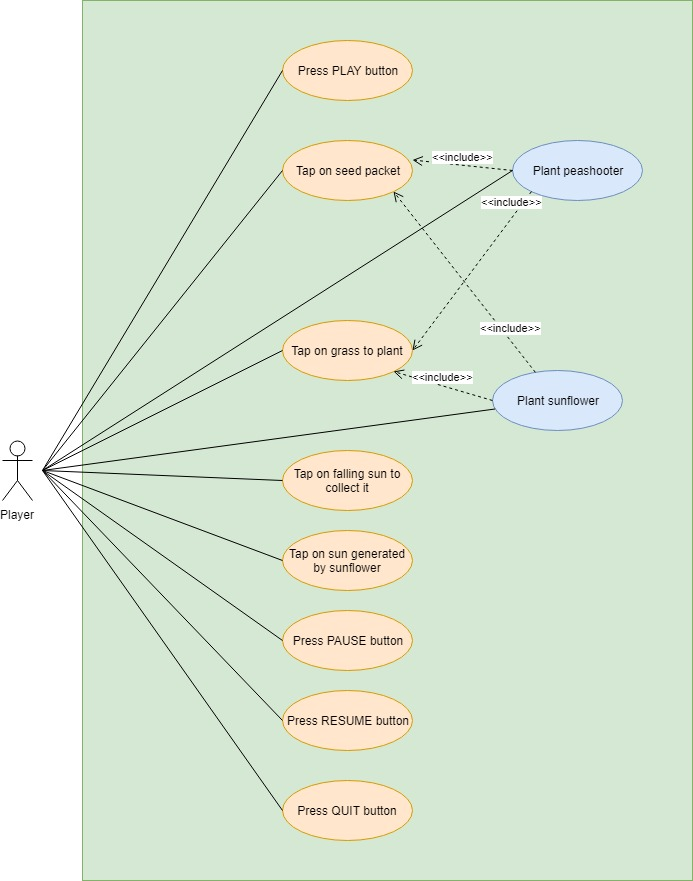 Press PLAY button
Tap on seed packet
<<include>>
Plant peashooter
<<include>>
<<include>>
Tap on grass to plant
<<include>>
Plant sunflower
Player
Tap on falling sun to
collect it
Tap on sun generated
by sunflower
Press PAUSE button
Press RESUME button
Press QUIT button